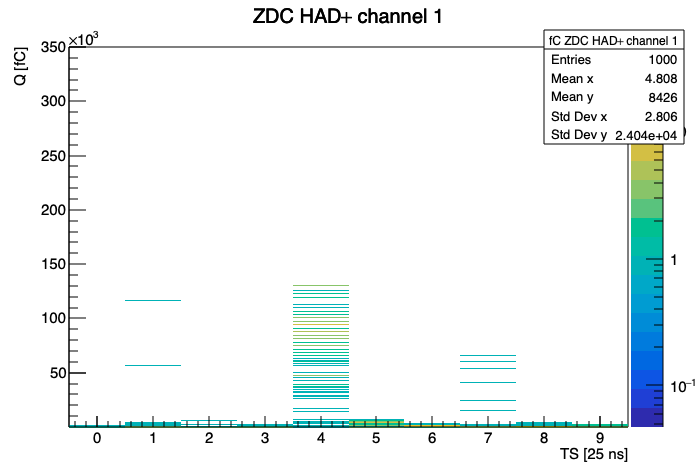 ZDC HAD+ channel 1
×10³
Q [fC]
fC ZDC HAD+ channel 1
Entries 1000
Mean x 4.808
Mean y 8426
Std Dev x 2.806
Std Dev y 2.404e+04
350
300
250
200
150
100
50
1
10⁻¹
0 1 2 3 4 5 6 7 8 9
TS [25 ns]